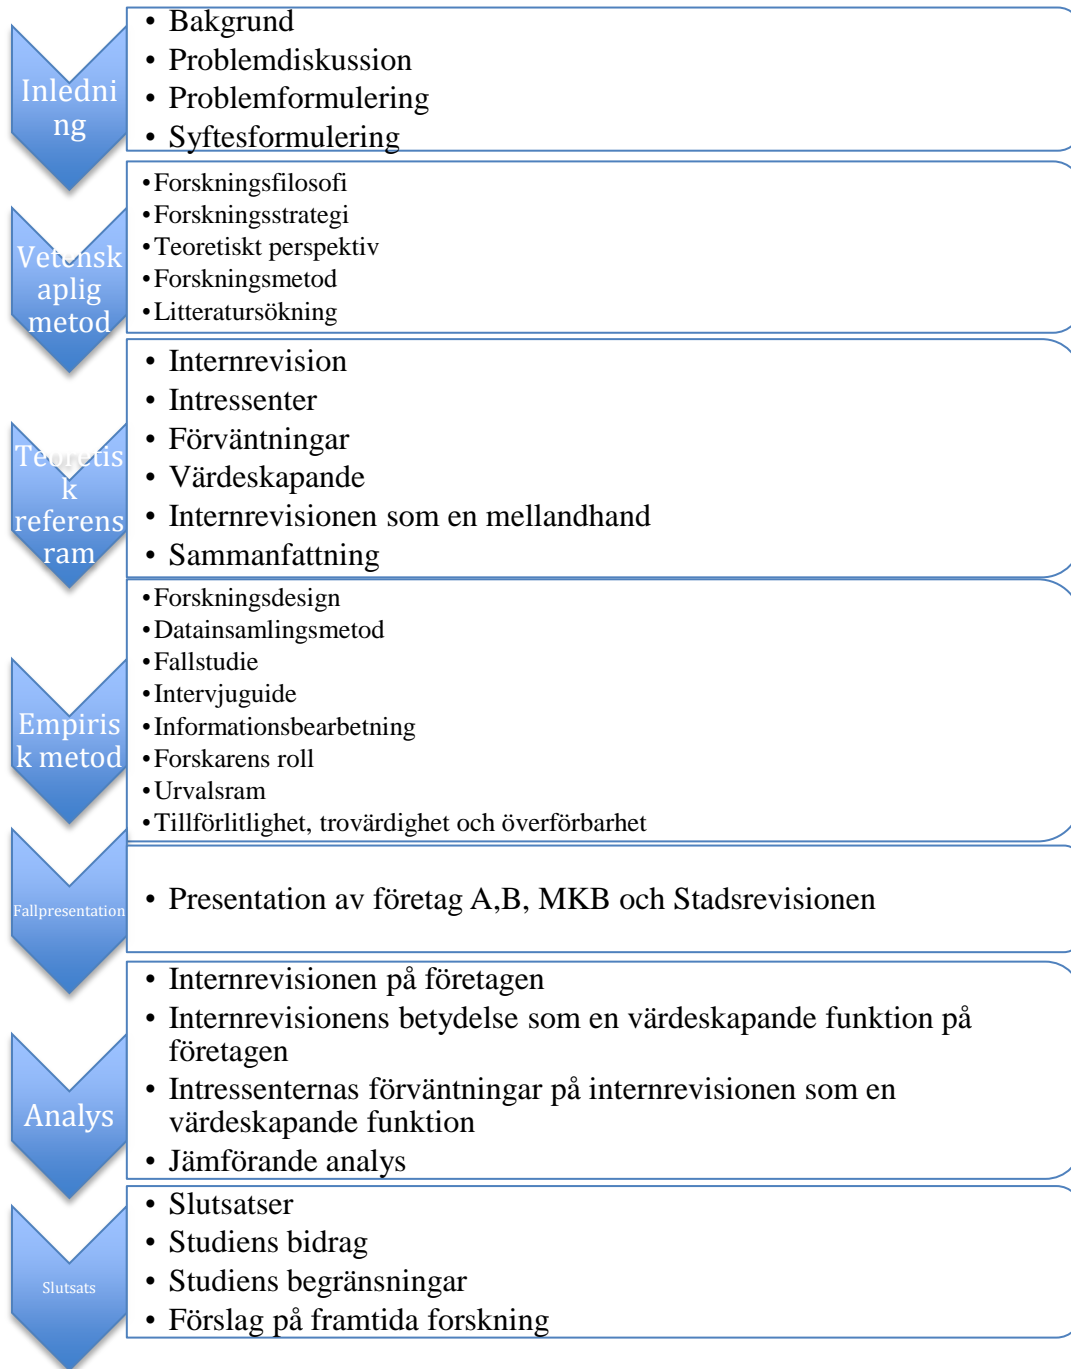 Inledni
ng
• Bakgrund
• Problemdiskussion
• Problemformulering
• Syftesformulering
Vetensk
aplig
metod
• Forskningsfilosofi
• Forskningsstrategi
• Teoretiskt perspektiv
• Forskningsmetod
• Litteratursökning
Teoretis
k
referens
ram
• Internrevision
• Intressenter
• Förväntningar
• Värdeskapande
• Internrevisionen som en mellandhand
• Sammanfattning
Empiris
k metod
• Forskningsdesign
• Datainsamlingsmetod
• Fallstudie
• Intervjuguide
• Informationsbearbetning
• Forskarens roll
• Urvalsram
• Tillförlitlighet, trovärdighet och överförbarhet
Fallpresentation
• Presentation av företag A,B, MKB och Stadsrevisionen
Analys
• Internrevisionen på företagen
• Internrevisionens betydelse som en värdeskapande funktion på
företagen
• Intressenternas förväntningar på internrevisionen som en
värdeskapande funktion
• Jämförande analys
Slutsats
• Slutsatser
• Studiens bidrag
• Studiens begränsningar
• Förslag på framtida forskning